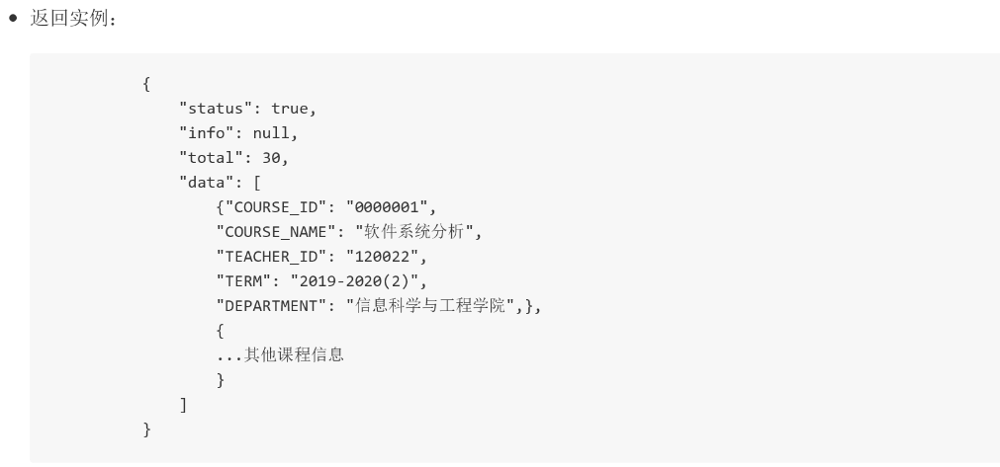 返回实例：
{
"status": true,
"info": null,
"total": 30,
"data": [
{"COURSE_ID": "0000001",
"COURSE_NAME": "软件系统分析",
"TEACHER_ID": "120022",
"TERM": "2019-2020(2)",
"DEPARTMENT": "信息科学与工程学院",},
{
...其他课程信息
}
]
}